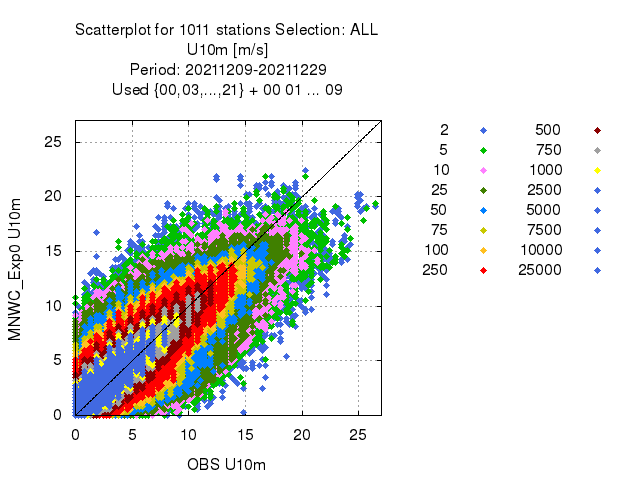 Scatterplot for 1011 stations Selection: ALL
U10m [m/s]
Period: 20211209-20211229
Used {00,03,...,21} + 00 01 ... 09
MNWC_Exp0 U10m
25
20
15
10
5
0
0 5 10 15 20 25
OBS U10m
2 500
5 750
10 1000
25 2500
50 5000
75 7500
100 10000
250 25000